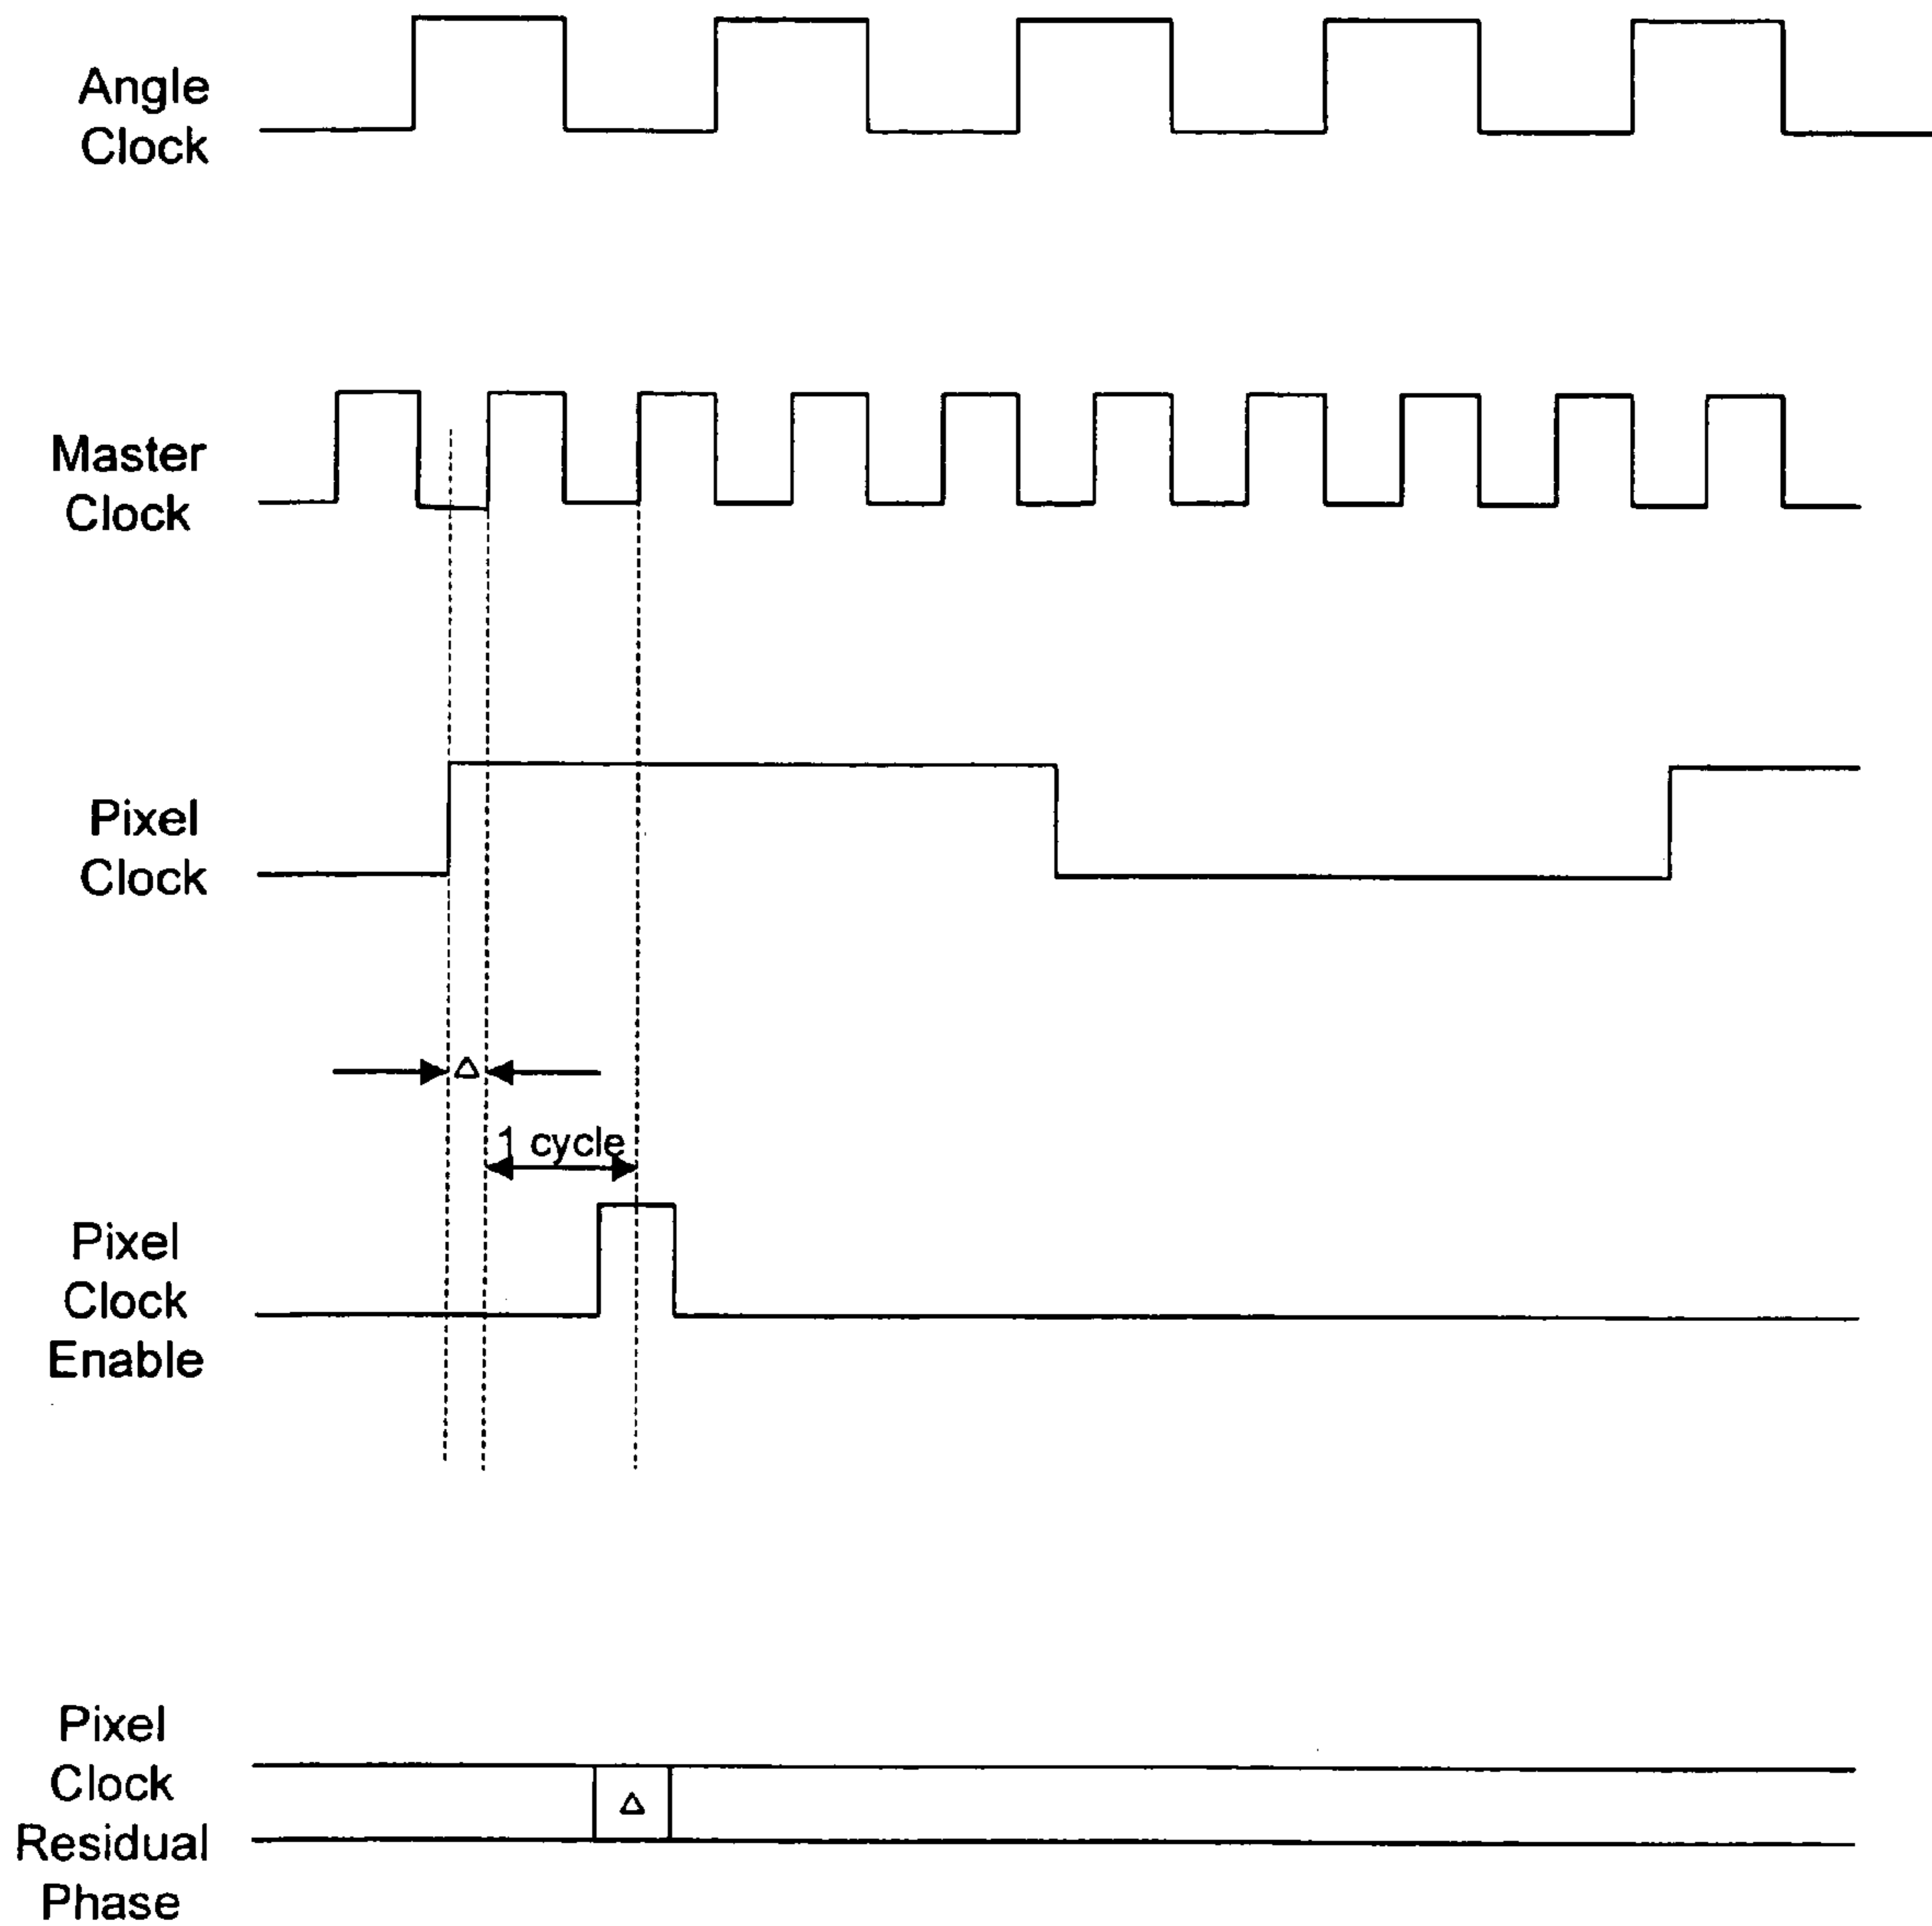 Angle
Clock
Master
Clock
Pixel
Clock
Δ
1 cycle
Pixel
Clock
Enable
Pixel
Clock
Residual
Phase
Δ